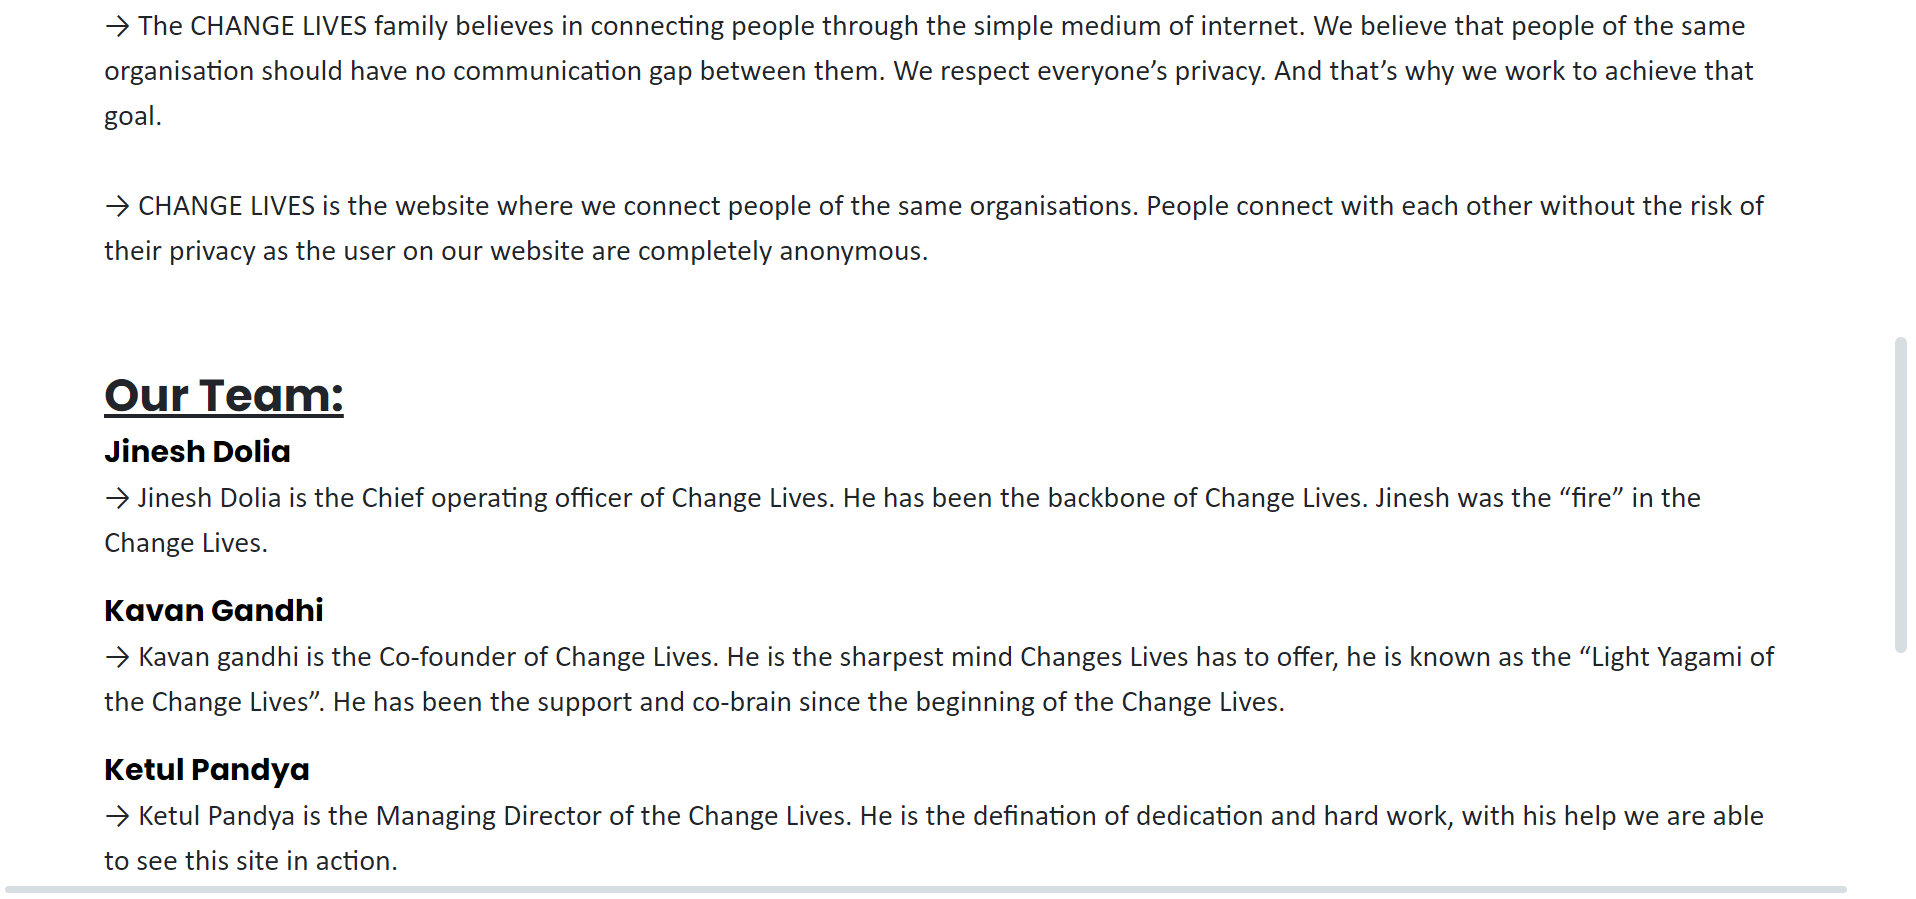 → The CHANGE LIVES family believes in connecting people through the simple medium of internet. We believe that people of the same
organisation should have no communication gap between them. We respect everyone’s privacy. And that’s why we work to achieve that
goal.
→ CHANGE LIVES is the website where we connect people of the same organisations. People connect with each other without the risk of
their privacy as the user on our website are completely anonymous.
Our Team:
Jinesh Dolia
→ Jinesh Dolia is the Chief operating officer of Change Lives. He has been the backbone of Change Lives. Jinesh was the “fire” in the
Change Lives.
Kavan Gandhi
→ Kavan gandhi is the Co-founder of Change Lives. He is the sharpest mind Changes Lives has to offer, he is known as the “Light Yagami of
the Change Lives”. He has been the support and co-brain since the beginning of the Change Lives.
Ketul Pandya
→ Ketul Pandya is the Managing Director of the Change Lives. He is the defination of dedication and hard work, with his help we are able
to see this site in action.